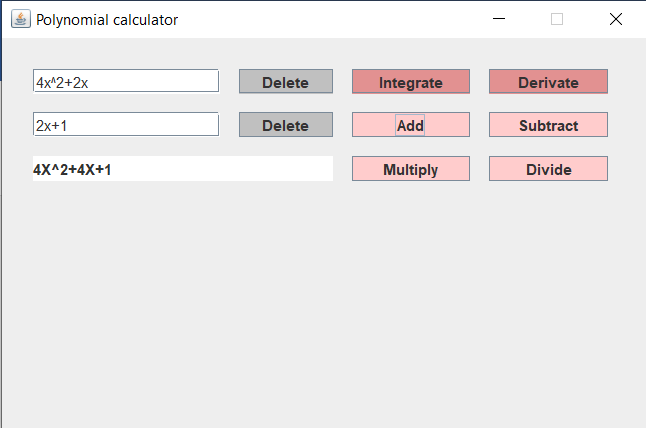 Polynomial calculator
4x^2+2x Delete Integrate Derivate
2x+1 Delete Add Subtract
4X^2+4X+1 Multiply Divide